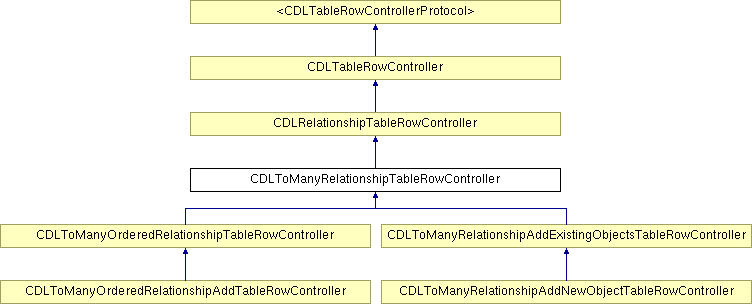 <CDLTableRowControllerProtocol>
CDLTableRowController
CDLRelationshipTableRowController
CDLToManyRelationshipTableRowController
CDLToManyOrderedRelationshipTableRowController
CDLToManyRelationshipAddExistingObjectsTableRowController
CDLToManyOrderedRelationshipAddTableRowController
CDLToManyRelationshipAddNewObjectTableRowController